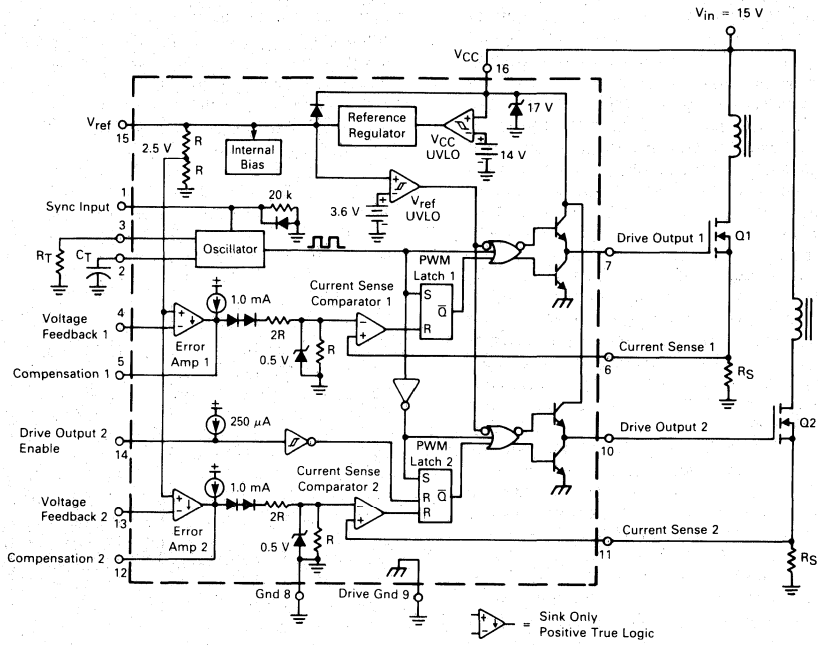 Vin = 15 V
VCC
16
17 V
Reference
Regulator
Vref
15
R
2.5 V
R
Internal
Bias
+
−
VCC
UVLO
+
−
14 V
Sync Input
1
20 k
3.6 V
+
−
+
−
Vref
UVLO
3
RT
CT
2
Oscillator
PWM
Latch 1
Drive Output 1
7
Q1
S
Q
R
Current Sense
Comparator 1
−
+
±
1.0 mA
4
Voltage
Feedback 1
+
−
Error
Amp 1
2R
0.5 V
R
Current Sense 1
6
5
Compensation 1
RS
±
250 μA
Drive Output 2
Enable
14
Drive Output 2
10
Q2
PWM
Latch 2
S
R
Q
R
Current Sense
Comparator 2
−
+
±
1.0 mA
Voltage
Feedback 2
13
+
−
Error
Amp 2
2R
0.5 V
R
Current Sense 2
11
RS
Compensation 2
12
Gnd 8
Drive Gnd 9
+
−
= Sink Only
Positive True Logic